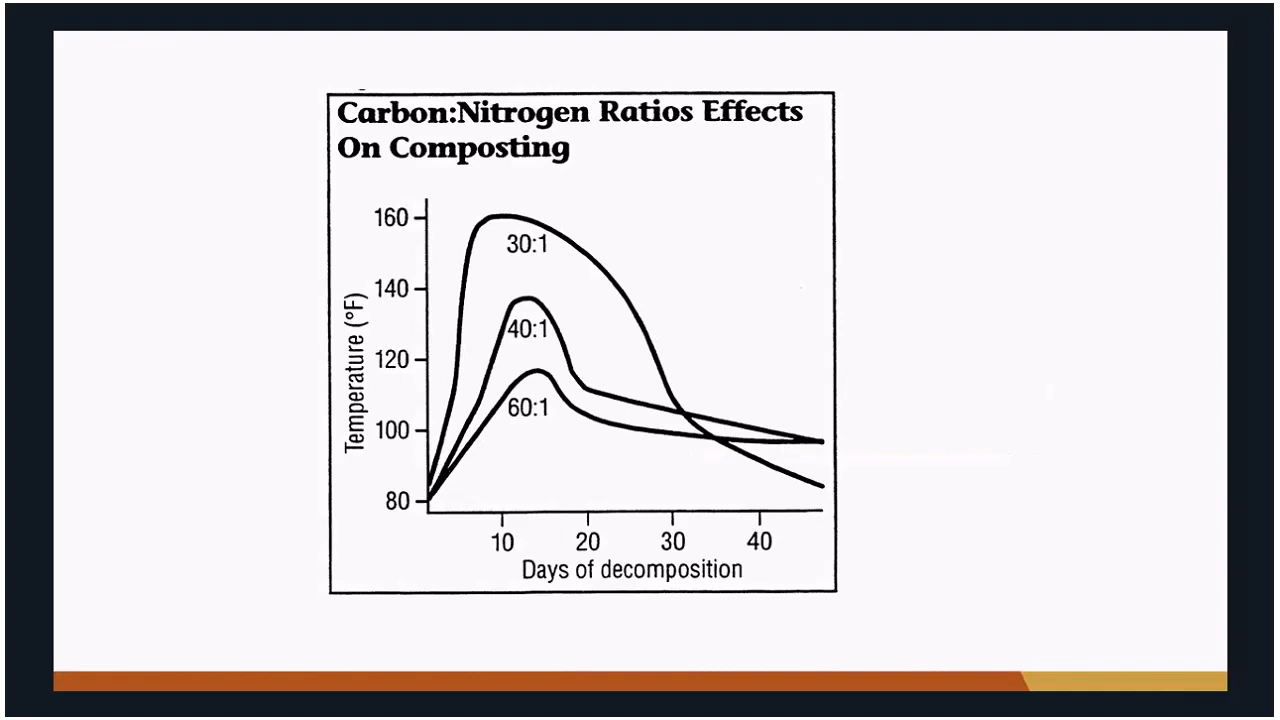 Carbon:Nitrogen Ratios Effects
On Composting
160
140
120
100
80
Temperature (°F)
30:1
40:1
60:1
10 20 30 40
Days of decomposition